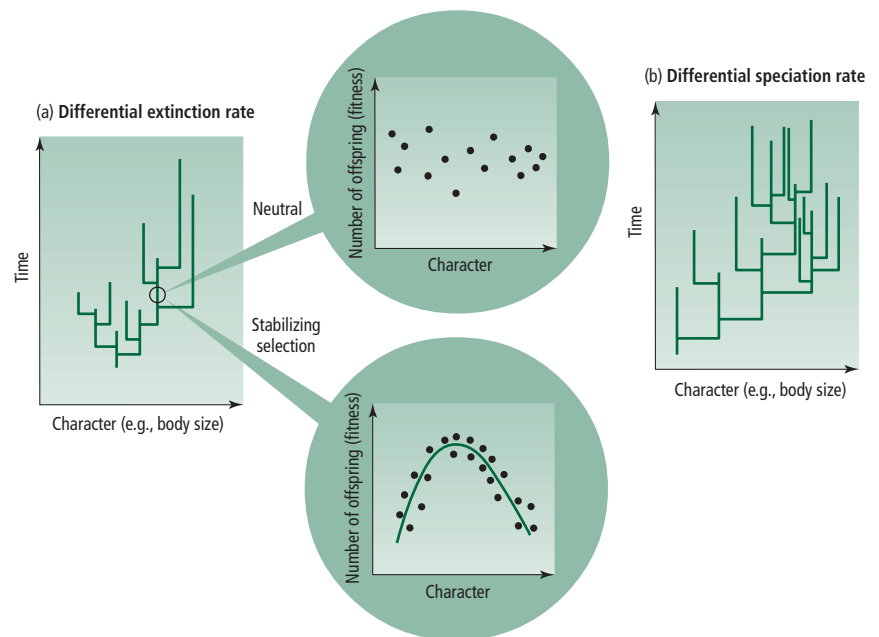 (a) Differential extinction rate
Time
Character (e.g., body size)
Neutral
Stabilizing
selection
Number of offspring (fitness)
Character
Number of offspring (fitness)
Character
(b) Differential speciation rate
Time
Character (e.g., body size)